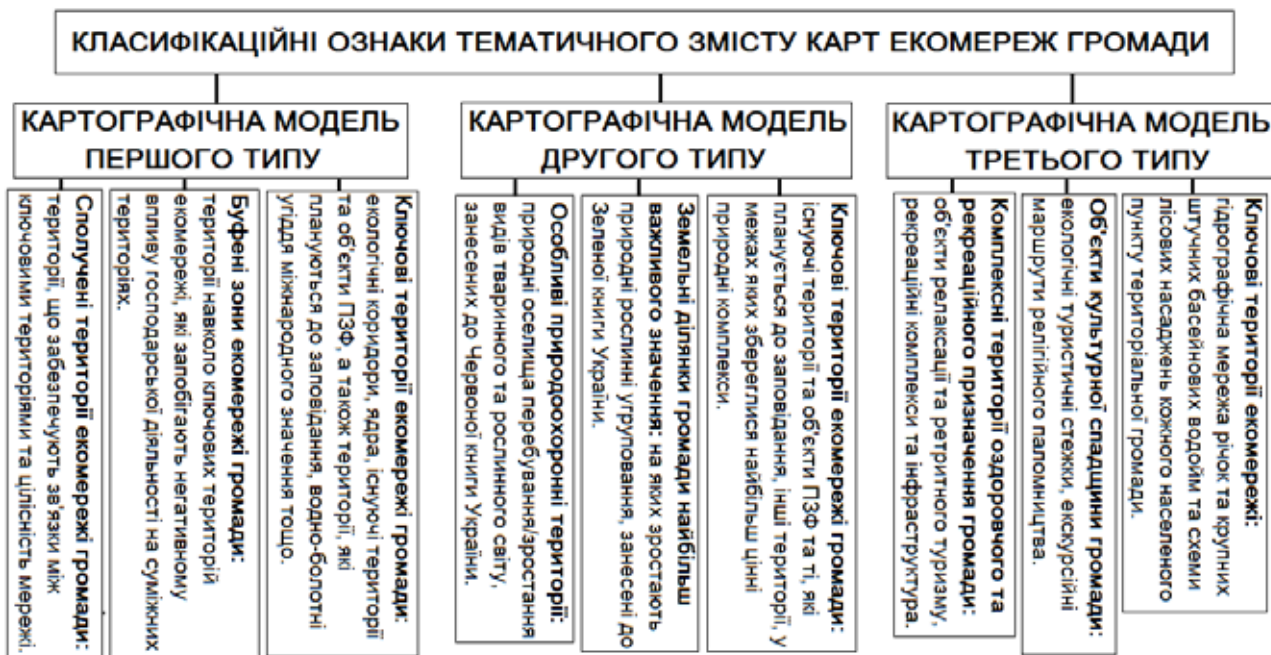 КЛАСИФІКАЦІЙНІ ОЗНАКИ ТЕМАТИЧНОГО ЗМІСТУ КАРТ ЕКОМЕРЕЖ ГРОМАДИ
КАРТОГРАФІЧНА МОДЕЛЬ
ПЕРШОГО ТИПУ
Ключові території екомережі громади:
екологічні коридори, ядра, існуючі території
та об'єкти ПЗФ, а також території, які
плануються до заповідання, водно-болотні
угіддя міжнародного значення тощо.
Буфені зони екомережі громади:
території навколо ключових територій
екомережі, які запобігають негативному
впливу господарської діяльності на суміжних
територіях.
Сполучені території екомережі громади:
території, що забезпечують зв'язки між
ключовими територіями та цілісність мережі.
КАРТОГРАФІЧНА МОДЕЛЬ
ДРУГОГО ТИПУ
Ключові території екомережі громади:
існуючі території та об'єкти ПЗФ та ті, які
планується до заповідання, інші території, у
межах яких збереглися найбільш цінні
природні комплекси.
Земельні ділянки громади найбільш
важливого значення: на яких зростають
природні рослинні угруповання, занесені до
Зеленої книги України.
Особливі природоохоронні території:
природні оселища перебування/зростання
видів тваринного та рослинного світу,
занесених до Червоної книги України.
КАРТОГРАФІЧНА МОДЕЛЬ
ТРЕТЬОГО ТИПУ
Ключові території екомережі:
гідрографічна мережа річок та крупних
штучних басейнових водойм та схеми
лісових насаджень кожного населеного
пункту територіальної громади.
Об'єкти культурної спадщини громади:
екологічні туристичні стежки, екскурсійні
маршрути релігійного паломництва.
Комплексні території оздоровчого та
рекреаційного призначення громади:
об'єкти релаксації та ретритного туризму,
рекреаційні комплекси та інфраструктура.